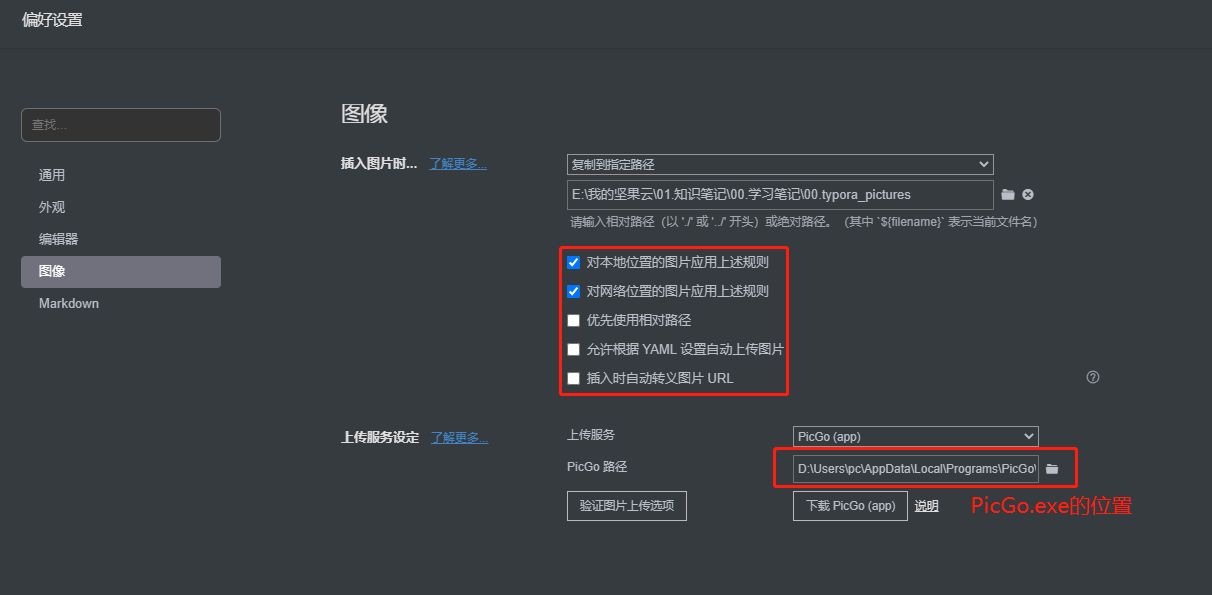 偏好设置
查找...
通用
外观
编辑器
图像
Markdown
图像
插入图片时... 了解更多...
复制到指定路径
E:\我的坚果云\01.知识笔记\00.学习笔记\00.typora_pictures
请输入相对路径（以 './' 或 '../' 开头）或绝对路径。（其中 `${filename}` 表示当前文件名）
对本地位置的图片应用上述规则
对网络位置的图片应用上述规则
优先使用相对路径
允许根据 YAML 设置自动上传图片
插入时自动转义图片 URL
上传服务设定 了解更多...
上传服务 PicGo (app)
PicGo 路径 D:\Users\pc\AppData\Local\Programs\PicGo\
验证图片上传选项 下载 PicGo (app) 说明
PicGo.exe的位置